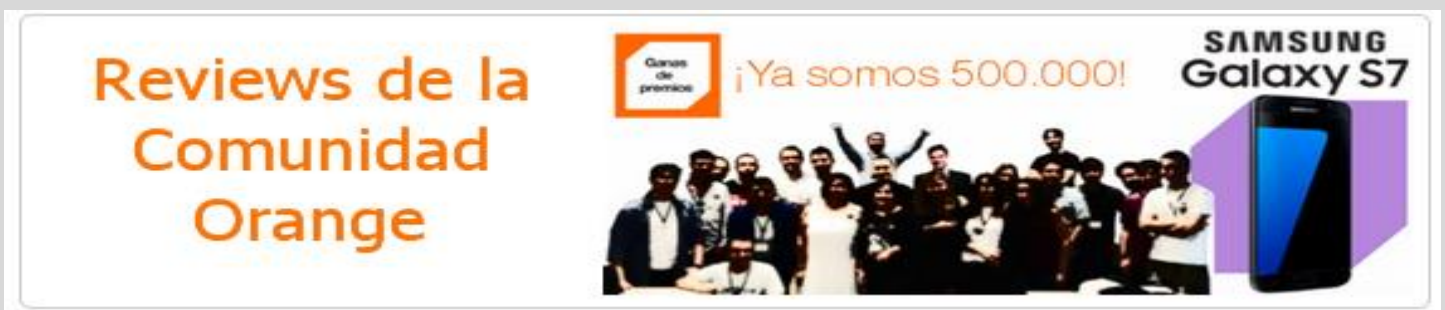 Reviews de la
Comunidad
Orange
Ganas
de
premios
¡Ya somos 500.000!
SAMSUNG
Galaxy S7